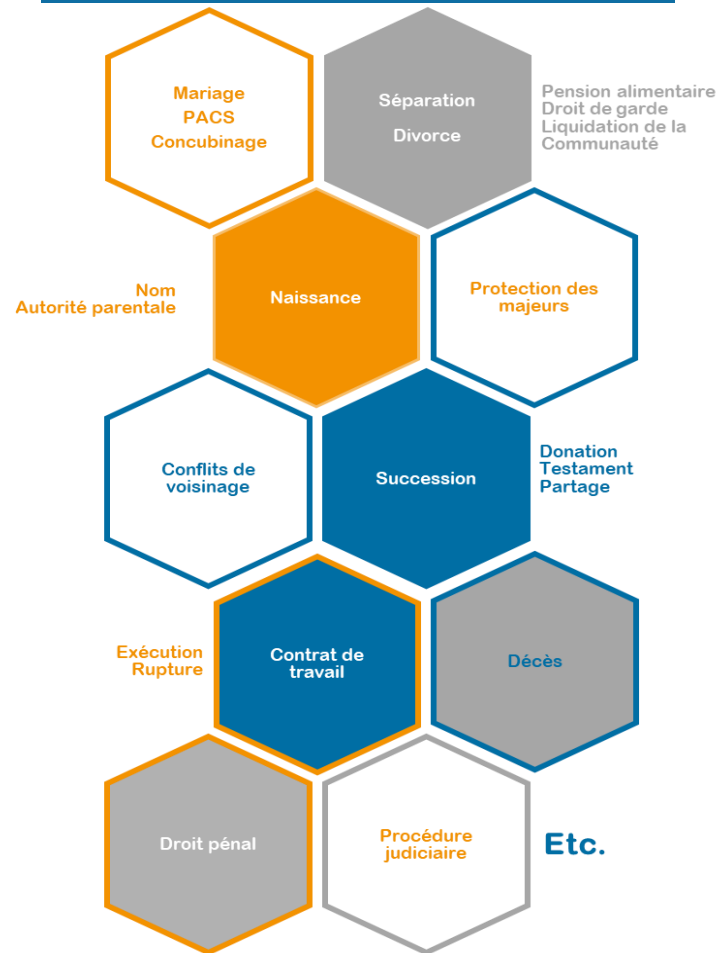 Mariage
PACS
Concubinage
Séparation
Divorce
Pension alimentaire
Droit de garde
Liquidation de la
Communauté
Nom
Autorité parentale
Naissance
Protection des
majeurs
Conflits de
voisinage
Succession
Donation
Testament
Partage
Exécution
Rupture
Contrat de
travail
Décès
Droit pénal
Procédure
judiciaire
Etc.